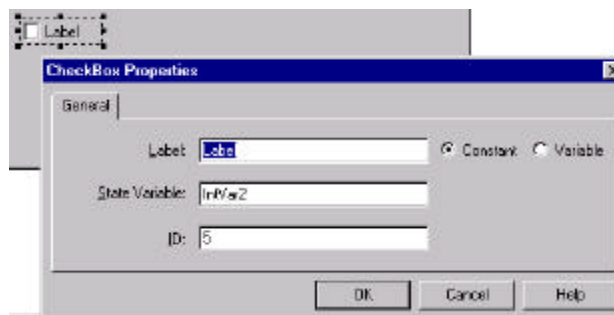 Label
CheckBox Properties
General
Label: Label Constant Variable
State Variable: IntVar2
ID: 5
OK Cancel Help